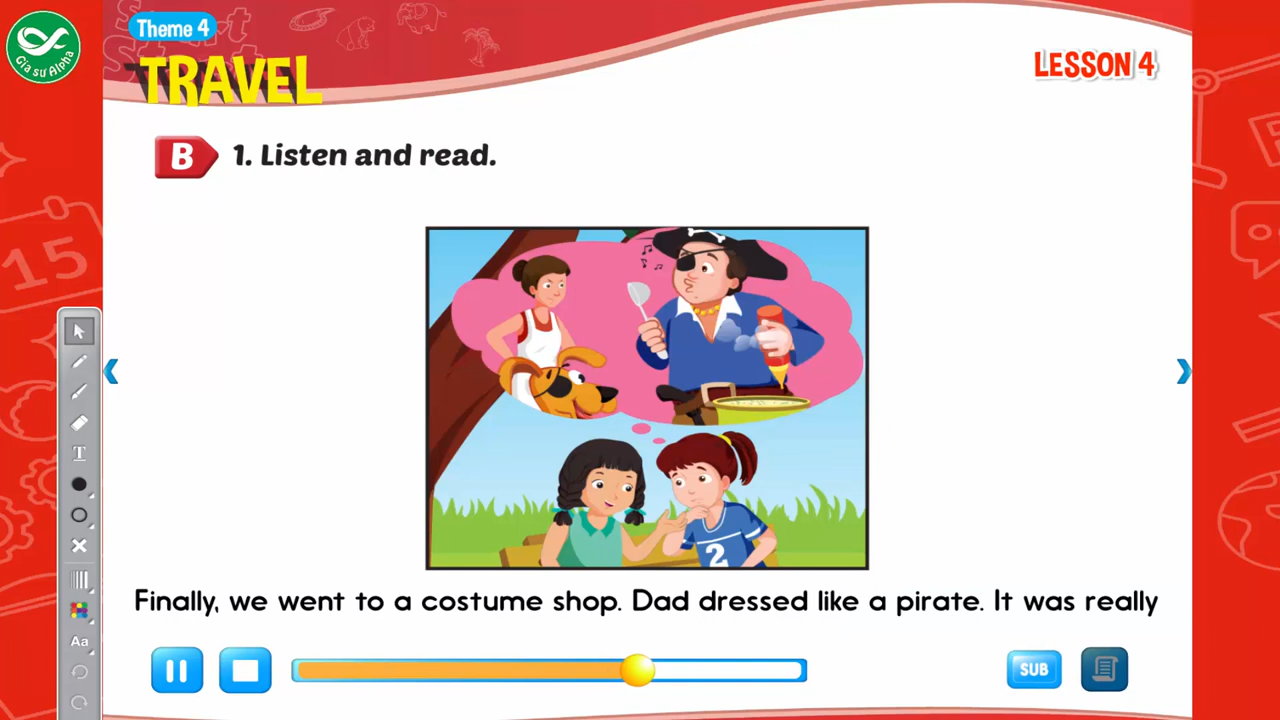 Gia sư Alpha
Theme 4
TRAVEL
LESSON 4
B 1. Listen and read.
15
2
Finally, we went to a costume shop. Dad dressed like a pirate. It was really
T
Aa
SUB